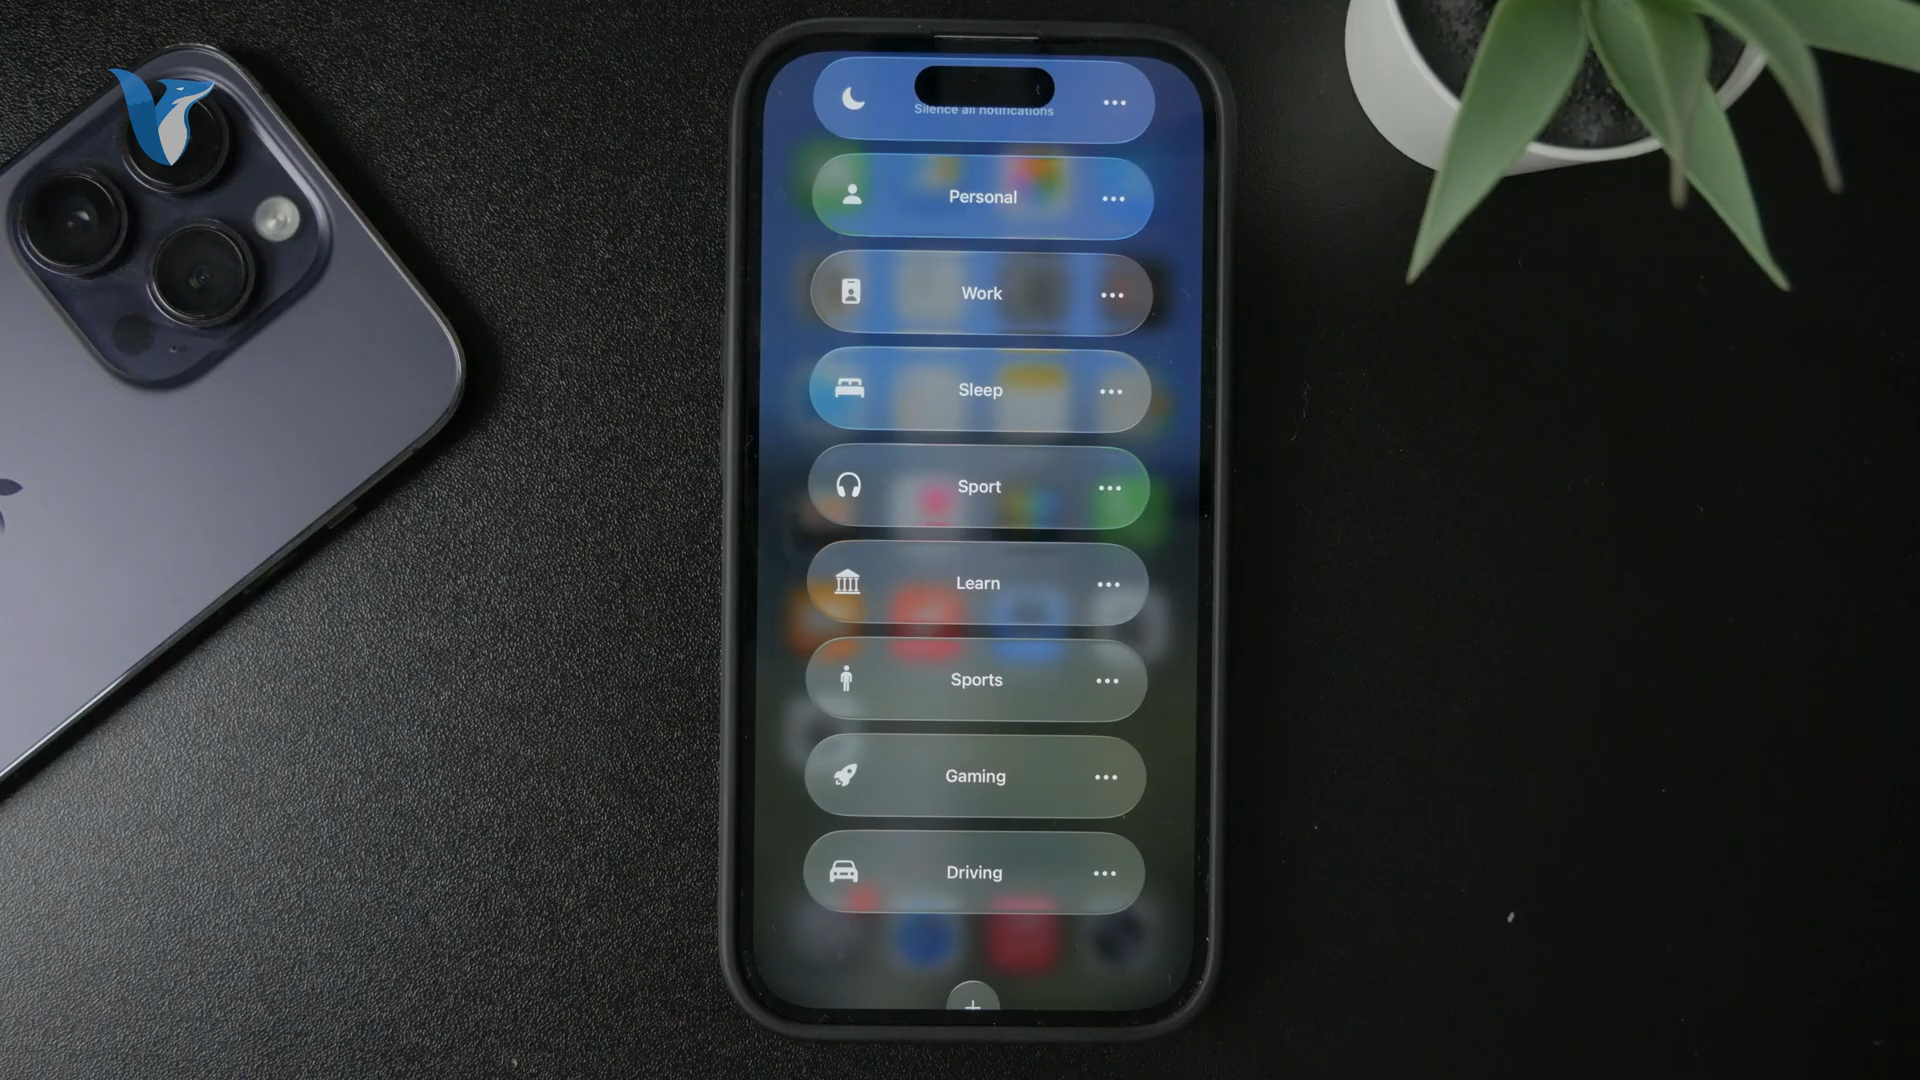 Silence all notifications
Personal
Work
Sleep
Sport
Learn
Sports
Gaming
Driving